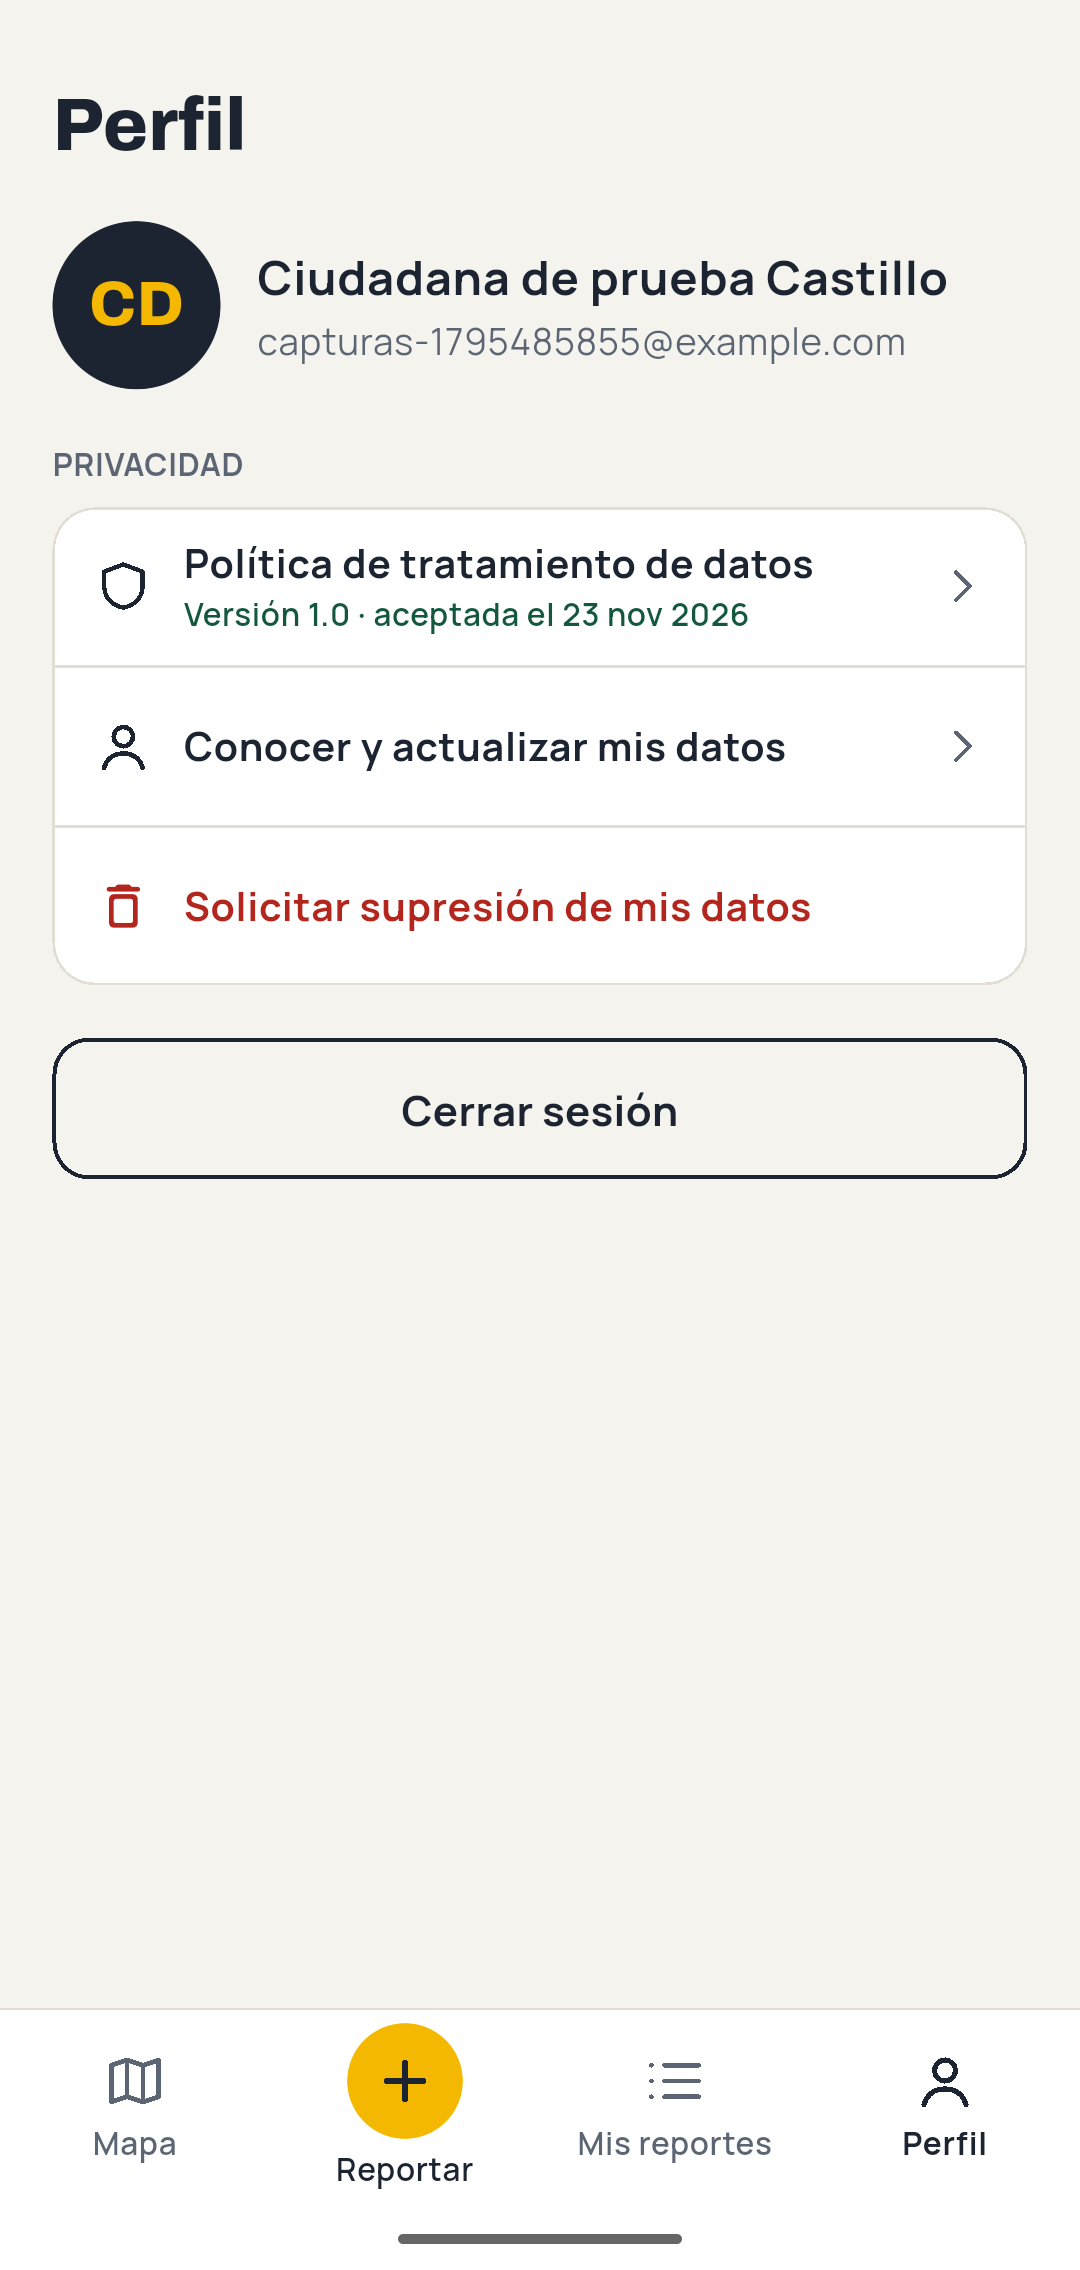 Perfil
CD
Ciudadana de prueba Castillo
capturas-1795485855@example.com
PRIVACIDAD
Política de tratamiento de datos
Versión 1.0 · aceptada el 23 nov 2026
Conocer y actualizar mis datos
Solicitar supresión de mis datos
Cerrar sesión
Mapa
Reportar
Mis reportes
Perfil